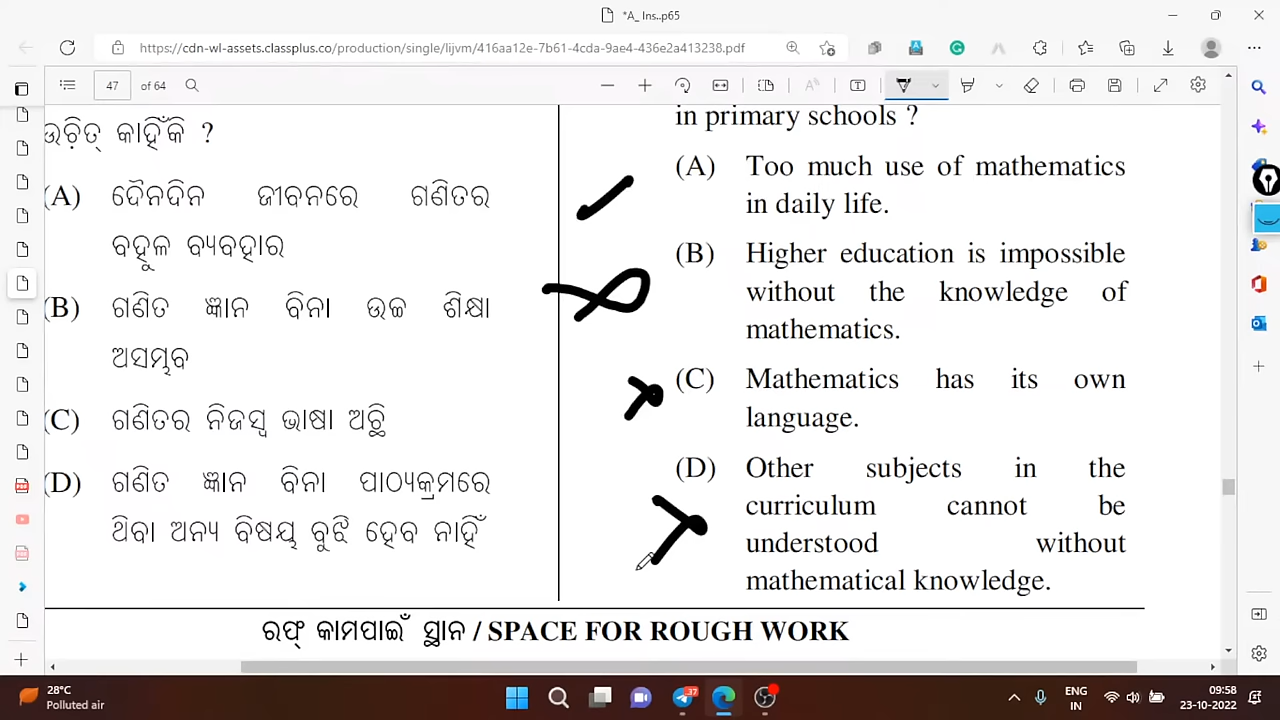 *A_ Ins..p65
https://cdn-wl-assets.classplus.co/production/single/lijvm/416aa12e-7b61-4cda-9ae4-436e2a413238.pdf
47 of 64
ଉଚିତ୍ କାହିଁକି ?
(A) ଦୈନଦିନ ଜୀବନରେ ଗଣିତର
ବହୁଳ ବ୍ୟବହାର
(B) ଗଣିତ ଜ୍ଞାନ ବିନା ଉଚ୍ଚ ଶିକ୍ଷା
ଅସମ୍ଭବ
(C) ଗଣିତର ନିଜସ୍ୱ ଭାଷା ଅଛି
(D) ଗଣିତ ଜ୍ଞାନ ବିନା ପାଠ୍ୟକ୍ରମରେ
ଥିବା ଅନ୍ୟ ବିଷୟ ବୁଝି ହେବ ନାହିଁ
in primary schools ?
(A) Too much use of mathematics
in daily life.
(B) Higher education is impossible
without the knowledge of
mathematics.
(C) Mathematics has its own
language.
(D) Other subjects in the
curriculum cannot be
understood without
mathematical knowledge.
ରଫ୍ କାମପାଇଁ ସ୍ଥାନ / SPACE FOR ROUGH WORK
28°C
Polluted air
37
ENG
IN
09:58
23-10-2022